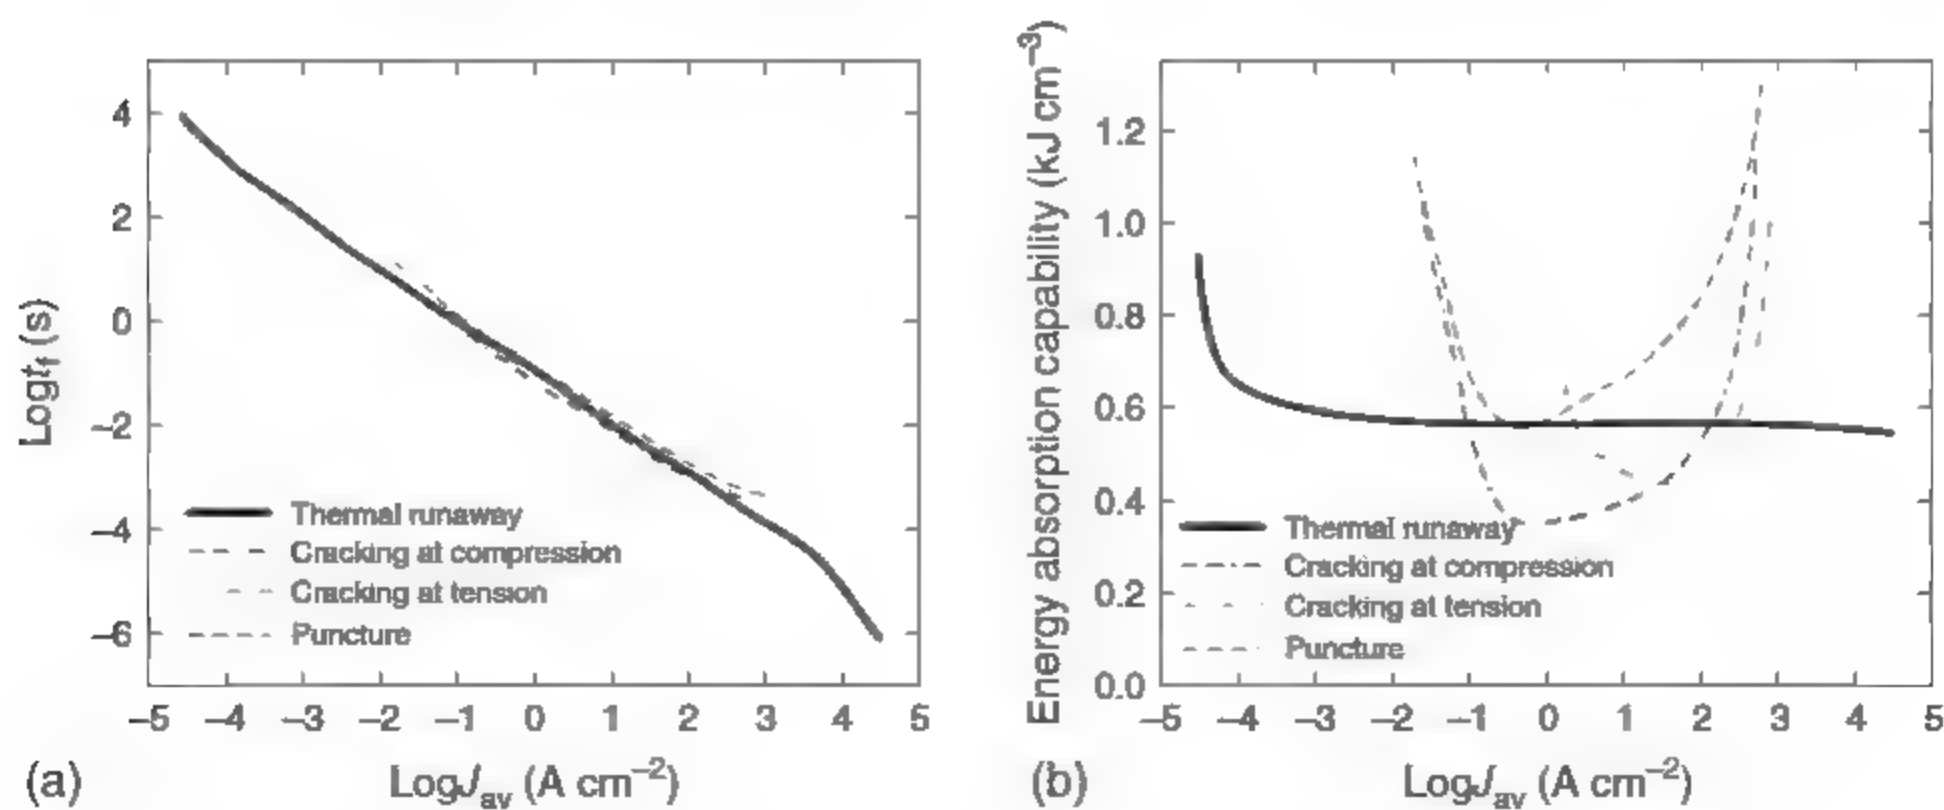 Logt_f (s)
4
2
0
−2
−4
−6
Thermal runaway
Cracking at compression
Cracking at tension
Puncture
−5 −4 −3 −2 −1 0 1 2 3 4 5
(a) LogJ_av (A cm⁻²)
Energy absorption capability (kJ cm⁻³)
1.2
1.0
0.8
0.6
0.4
0.2
0.0
Thermal runaway
Cracking at compression
Cracking at tension
Puncture
−5 −4 −3 −2 −1 0 1 2 3 4 5
(b) LogJ_av (A cm⁻²)